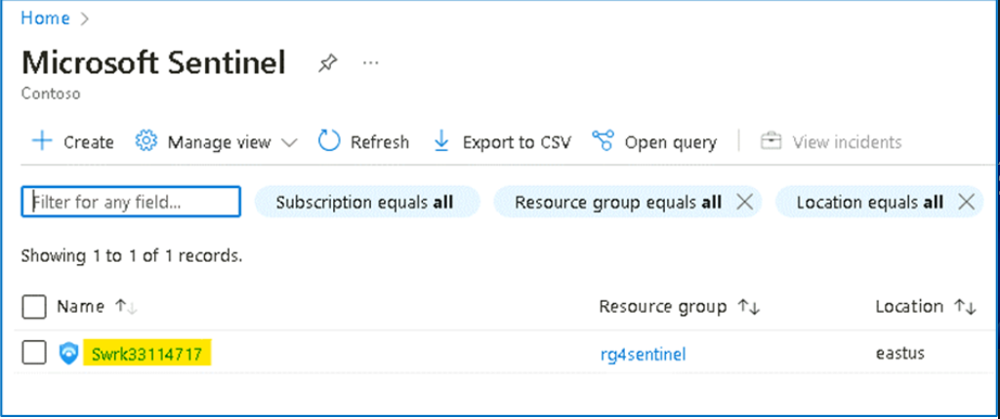 Home >
Microsoft Sentinel ...
Contoso
+ Create Manage view Refresh Export to CSV Open query | View incidents
Filter for any field... Subscription equals all Resource group equals all × Location equals all ×
Showing 1 to 1 of 1 records.
Name ↑↓ Resource group ↑↓ Location ↑↓
Swrk33114717 rg4sentinel eastus